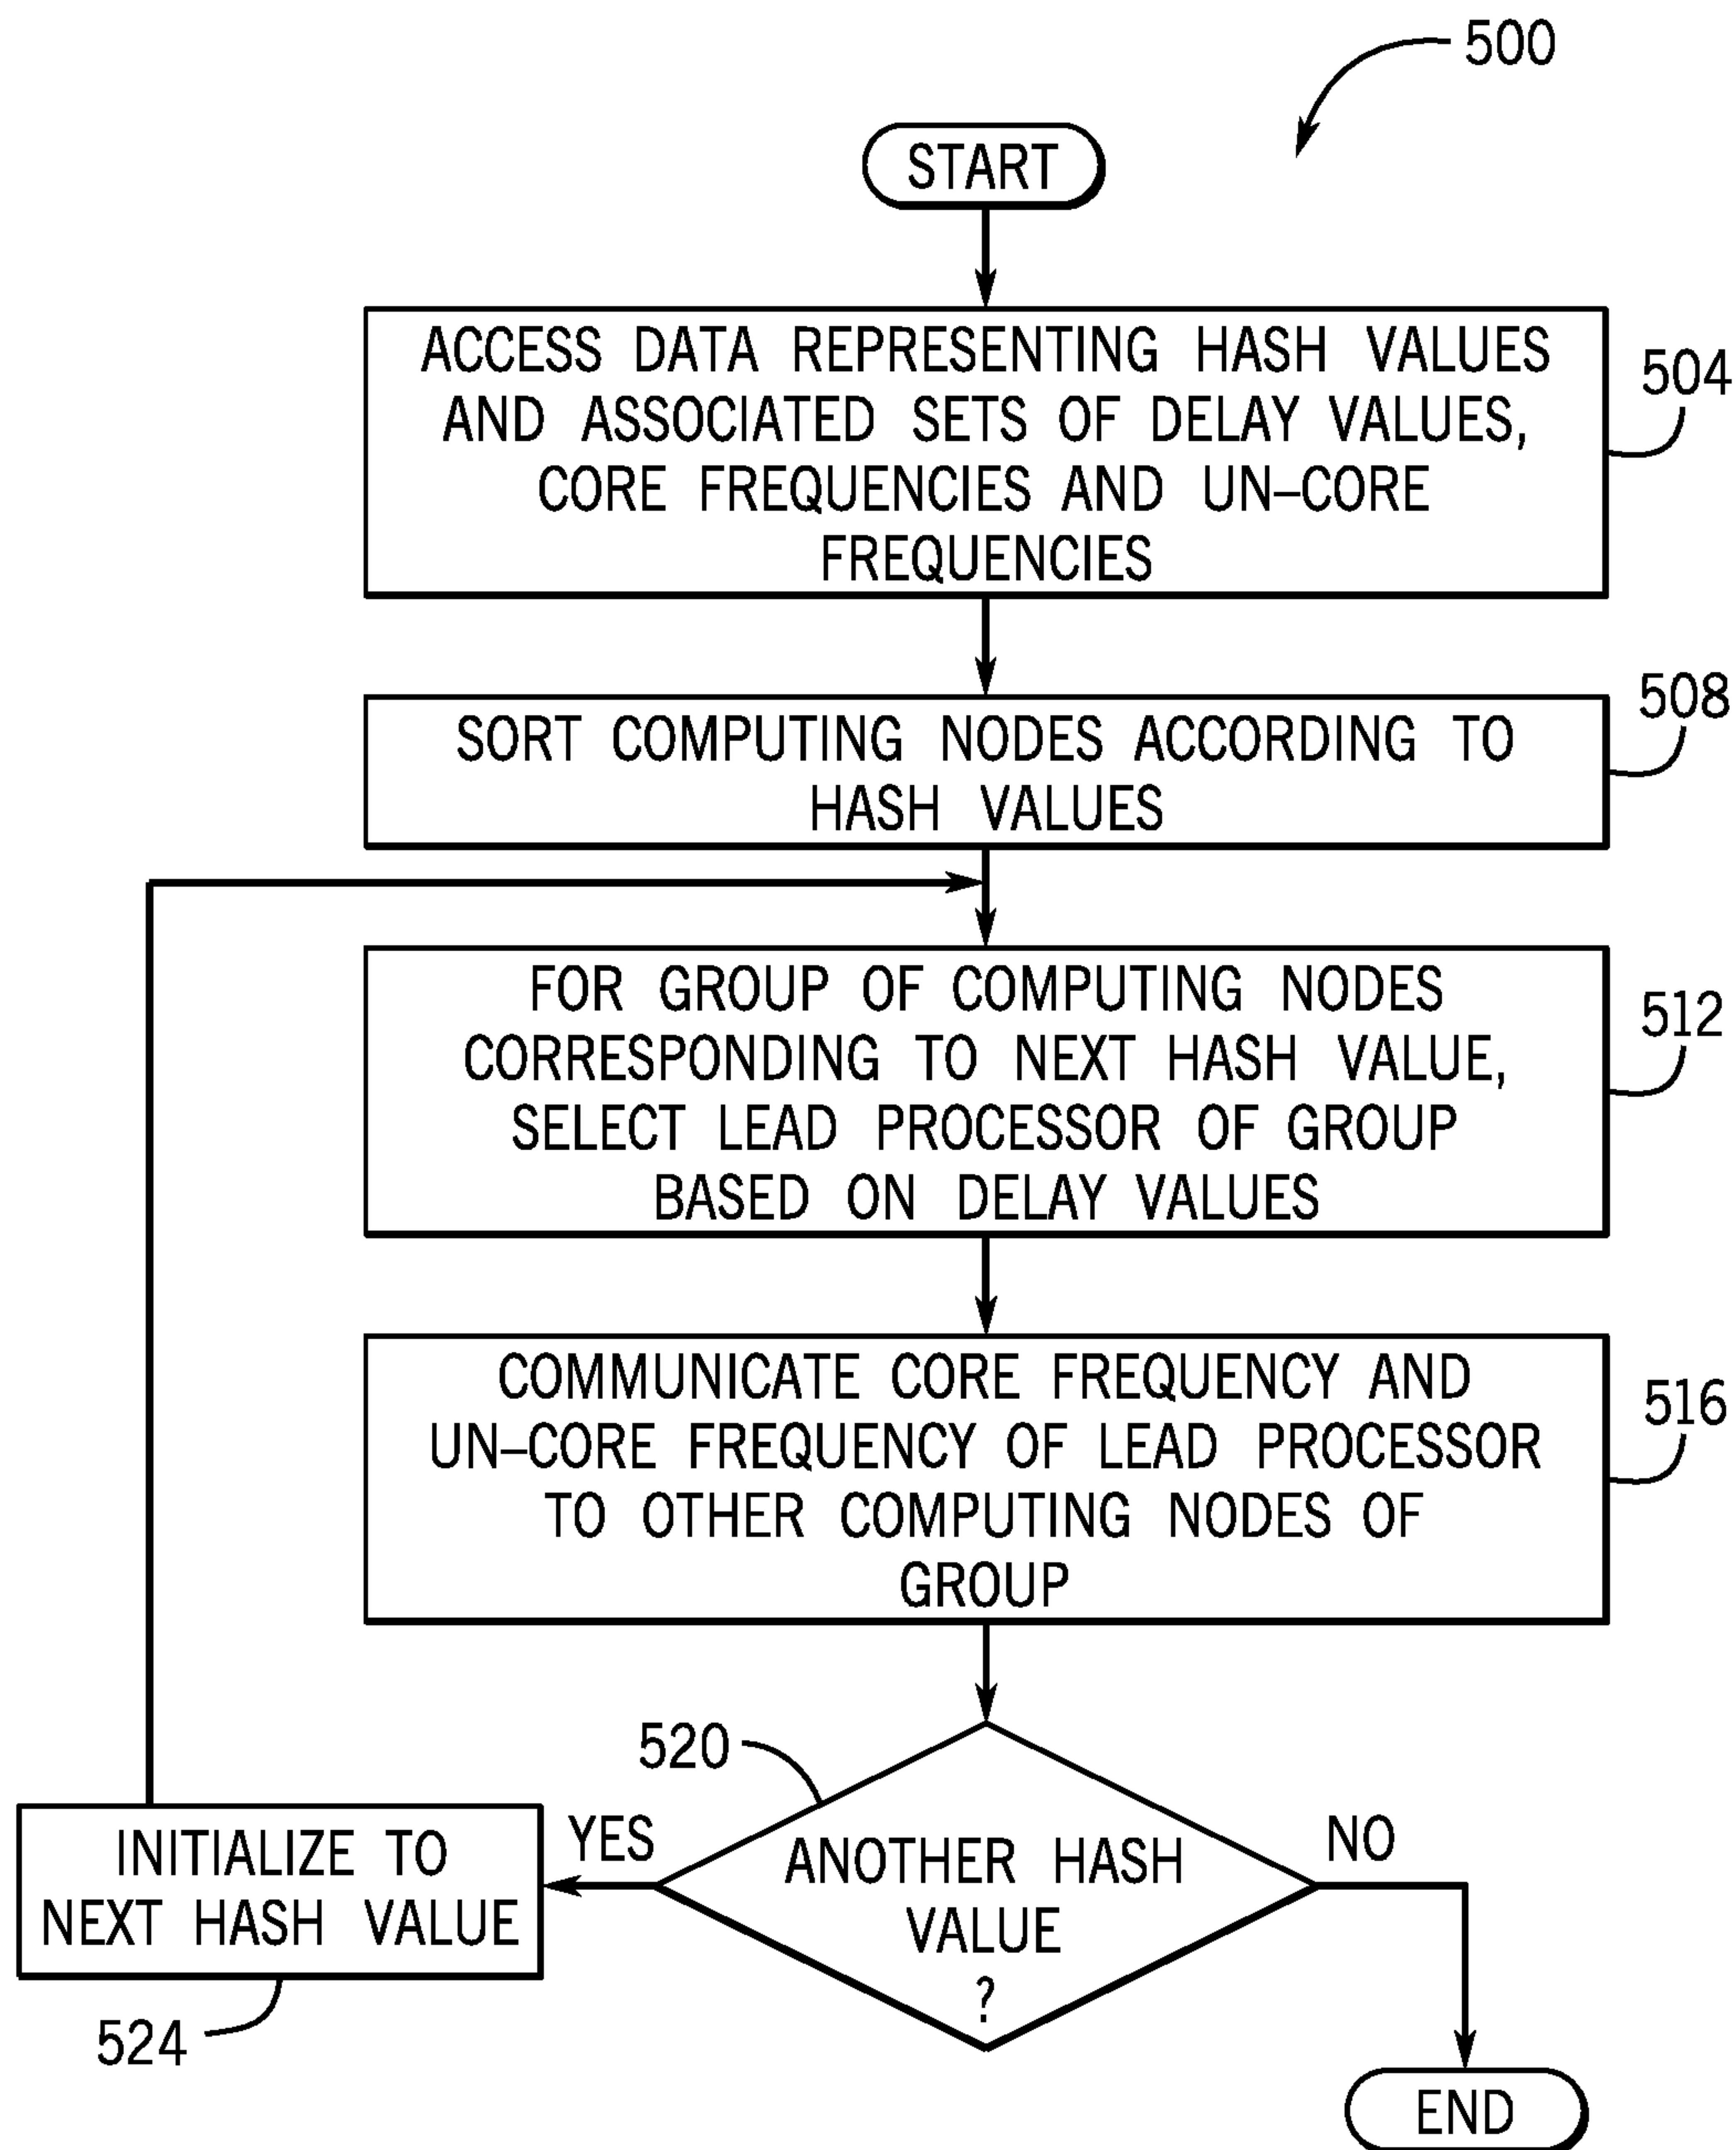 500
START
ACCESS DATA REPRESENTING HASH VALUES
AND ASSOCIATED SETS OF DELAY VALUES,
CORE FREQUENCIES AND UN–CORE
FREQUENCIES
504
SORT COMPUTING NODES ACCORDING TO
HASH VALUES
508
FOR GROUP OF COMPUTING NODES
CORRESPONDING TO NEXT HASH VALUE,
SELECT LEAD PROCESSOR OF GROUP
BASED ON DELAY VALUES
512
COMMUNICATE CORE FREQUENCY AND
UN–CORE FREQUENCY OF LEAD PROCESSOR
TO OTHER COMPUTING NODES OF
GROUP
516
520
ANOTHER HASH
VALUE
?
YES
NO
INITIALIZE TO
NEXT HASH VALUE
524
END